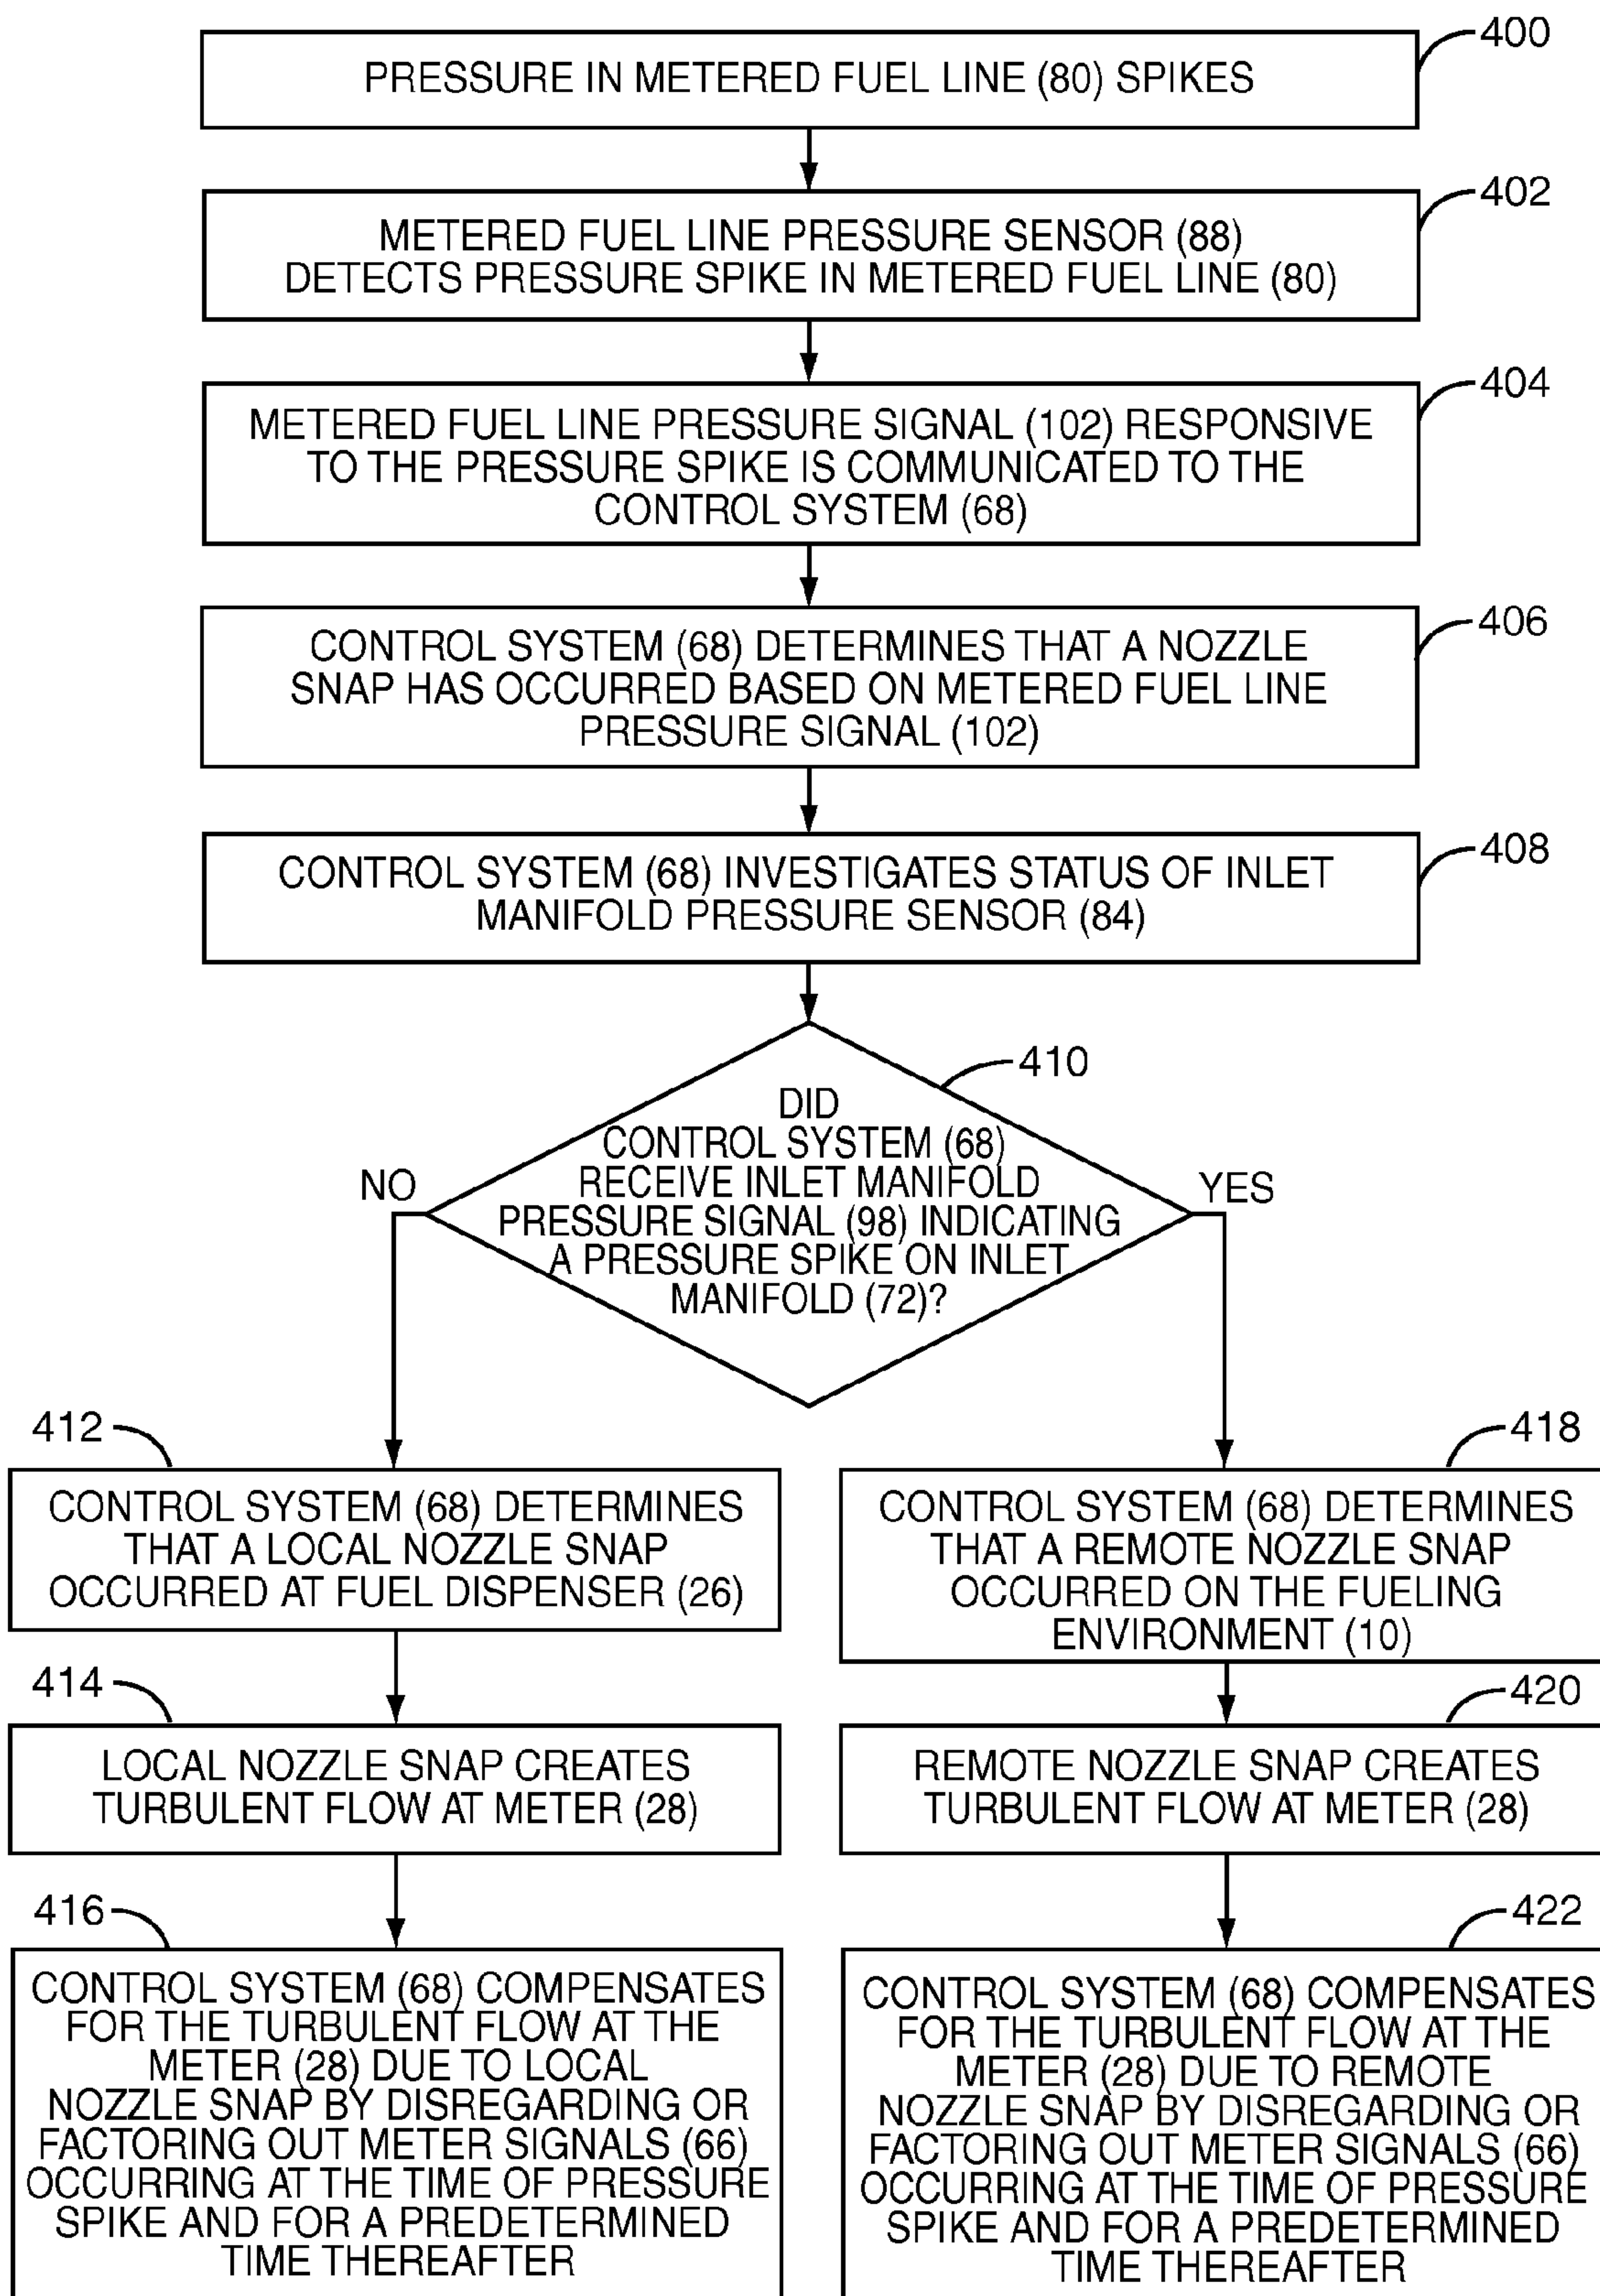 400
PRESSURE IN METERED FUEL LINE (80) SPIKES
402
METERED FUEL LINE PRESSURE SENSOR (88)
DETECTS PRESSURE SPIKE IN METERED FUEL LINE (80)
404
METERED FUEL LINE PRESSURE SIGNAL (102) RESPONSIVE
TO THE PRESSURE SPIKE IS COMMUNICATED TO THE
CONTROL SYSTEM (68)
406
CONTROL SYSTEM (68) DETERMINES THAT A NOZZLE
SNAP HAS OCCURRED BASED ON METERED FUEL LINE
PRESSURE SIGNAL (102)
408
CONTROL SYSTEM (68) INVESTIGATES STATUS OF INLET
MANIFOLD PRESSURE SENSOR (84)
410
DID
CONTROL SYSTEM (68)
RECEIVE INLET MANIFOLD
PRESSURE SIGNAL (98) INDICATING
A PRESSURE SPIKE ON INLET
MANIFOLD (72)?
NO
YES
412
CONTROL SYSTEM (68) DETERMINES
THAT A LOCAL NOZZLE SNAP
OCCURRED AT FUEL DISPENSER (26)
414
LOCAL NOZZLE SNAP CREATES
TURBULENT FLOW AT METER (28)
416
CONTROL SYSTEM (68) COMPENSATES
FOR THE TURBULENT FLOW AT THE
METER (28) DUE TO LOCAL
NOZZLE SNAP BY DISREGARDING OR
FACTORING OUT METER SIGNALS (66)
OCCURRING AT THE TIME OF PRESSURE
SPIKE AND FOR A PREDETERMINED
TIME THEREAFTER
418
CONTROL SYSTEM (68) DETERMINES
THAT A REMOTE NOZZLE SNAP
OCCURRED ON THE FUELING
ENVIRONMENT (10)
420
REMOTE NOZZLE SNAP CREATES
TURBULENT FLOW AT METER (28)
422
CONTROL SYSTEM (68) COMPENSATES
FOR THE TURBULENT FLOW AT THE
METER (28) DUE TO REMOTE
NOZZLE SNAP BY DISREGARDING OR
FACTORING OUT METER SIGNALS (66)
OCCURRING AT THE TIME OF PRESSURE
SPIKE AND FOR A PREDETERMINED
TIME THEREAFTER